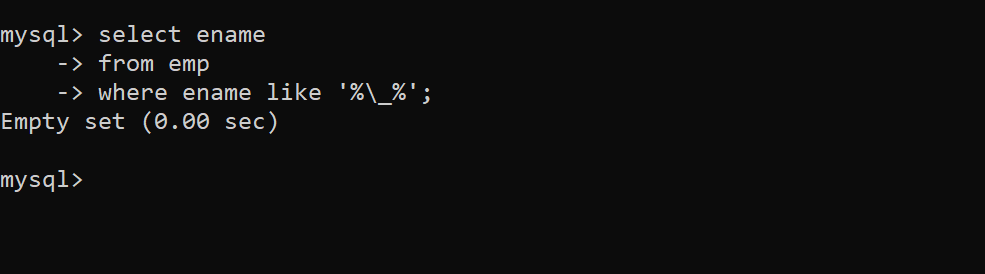 mysql> select ename
    -> from emp
    -> where ename like '%\_%';
Empty set (0.00 sec)
mysql>